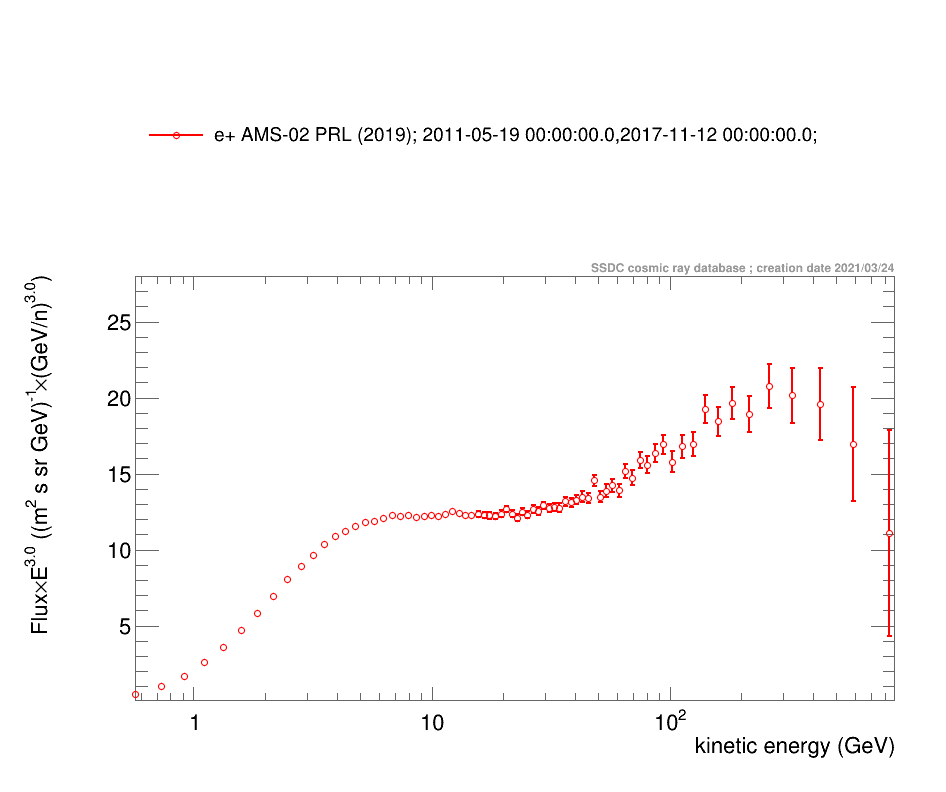 e+ AMS-02 PRL (2019); 2011-05-19 00:00:00.0,2017-11-12 00:00:00.0;
SSDC cosmic ray database ; creation date 2021/03/24
Flux×E^3.0 ((m^2 s sr GeV)^-1×(GeV/n)^3.0)
25
20
15
10
5
1 10 10^2
kinetic energy (GeV)